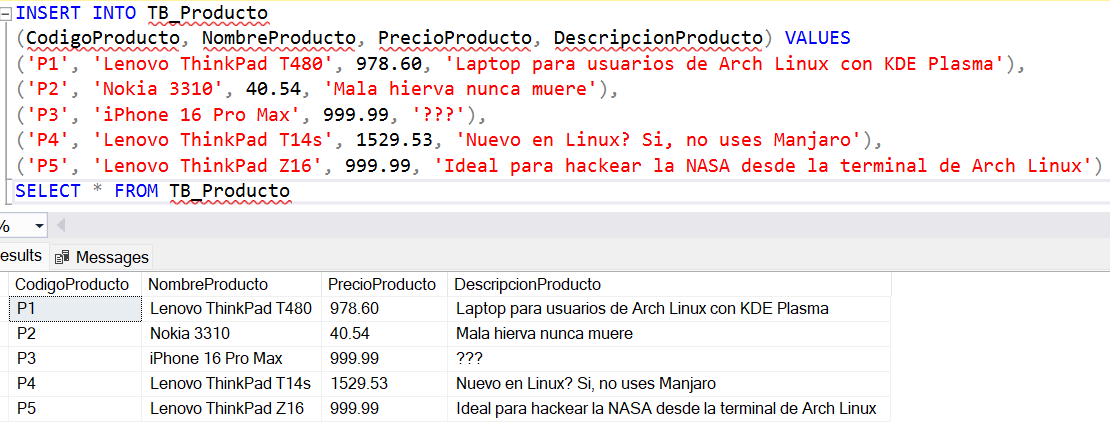 INSERT INTO TB_Producto
(CodigoProducto, NombreProducto, PrecioProducto, DescripcionProducto) VALUES
('P1', 'Lenovo ThinkPad T480', 978.60, 'Laptop para usuarios de Arch Linux con KDE Plasma'),
('P2', 'Nokia 3310', 40.54, 'Mala hierva nunca muere'),
('P3', 'iPhone 16 Pro Max', 999.99, '???'),
('P4', 'Lenovo ThinkPad T14s', 1529.53, 'Nuevo en Linux? Si, no uses Manjaro'),
('P5', 'Lenovo ThinkPad Z16', 999.99, 'Ideal para hackear la NASA desde la terminal de Arch Linux')
SELECT * FROM TB_Producto
%
esults Messages
CodigoProducto NombreProducto PrecioProducto DescripcionProducto
P1 Lenovo ThinkPad T480 978.60 Laptop para usuarios de Arch Linux con KDE Plasma
P2 Nokia 3310 40.54 Mala hierva nunca muere
P3 iPhone 16 Pro Max 999.99 ???
P4 Lenovo ThinkPad T14s 1529.53 Nuevo en Linux? Si, no uses Manjaro
P5 Lenovo ThinkPad Z16 999.99 Ideal para hackear la NASA desde la terminal de Arch Linux